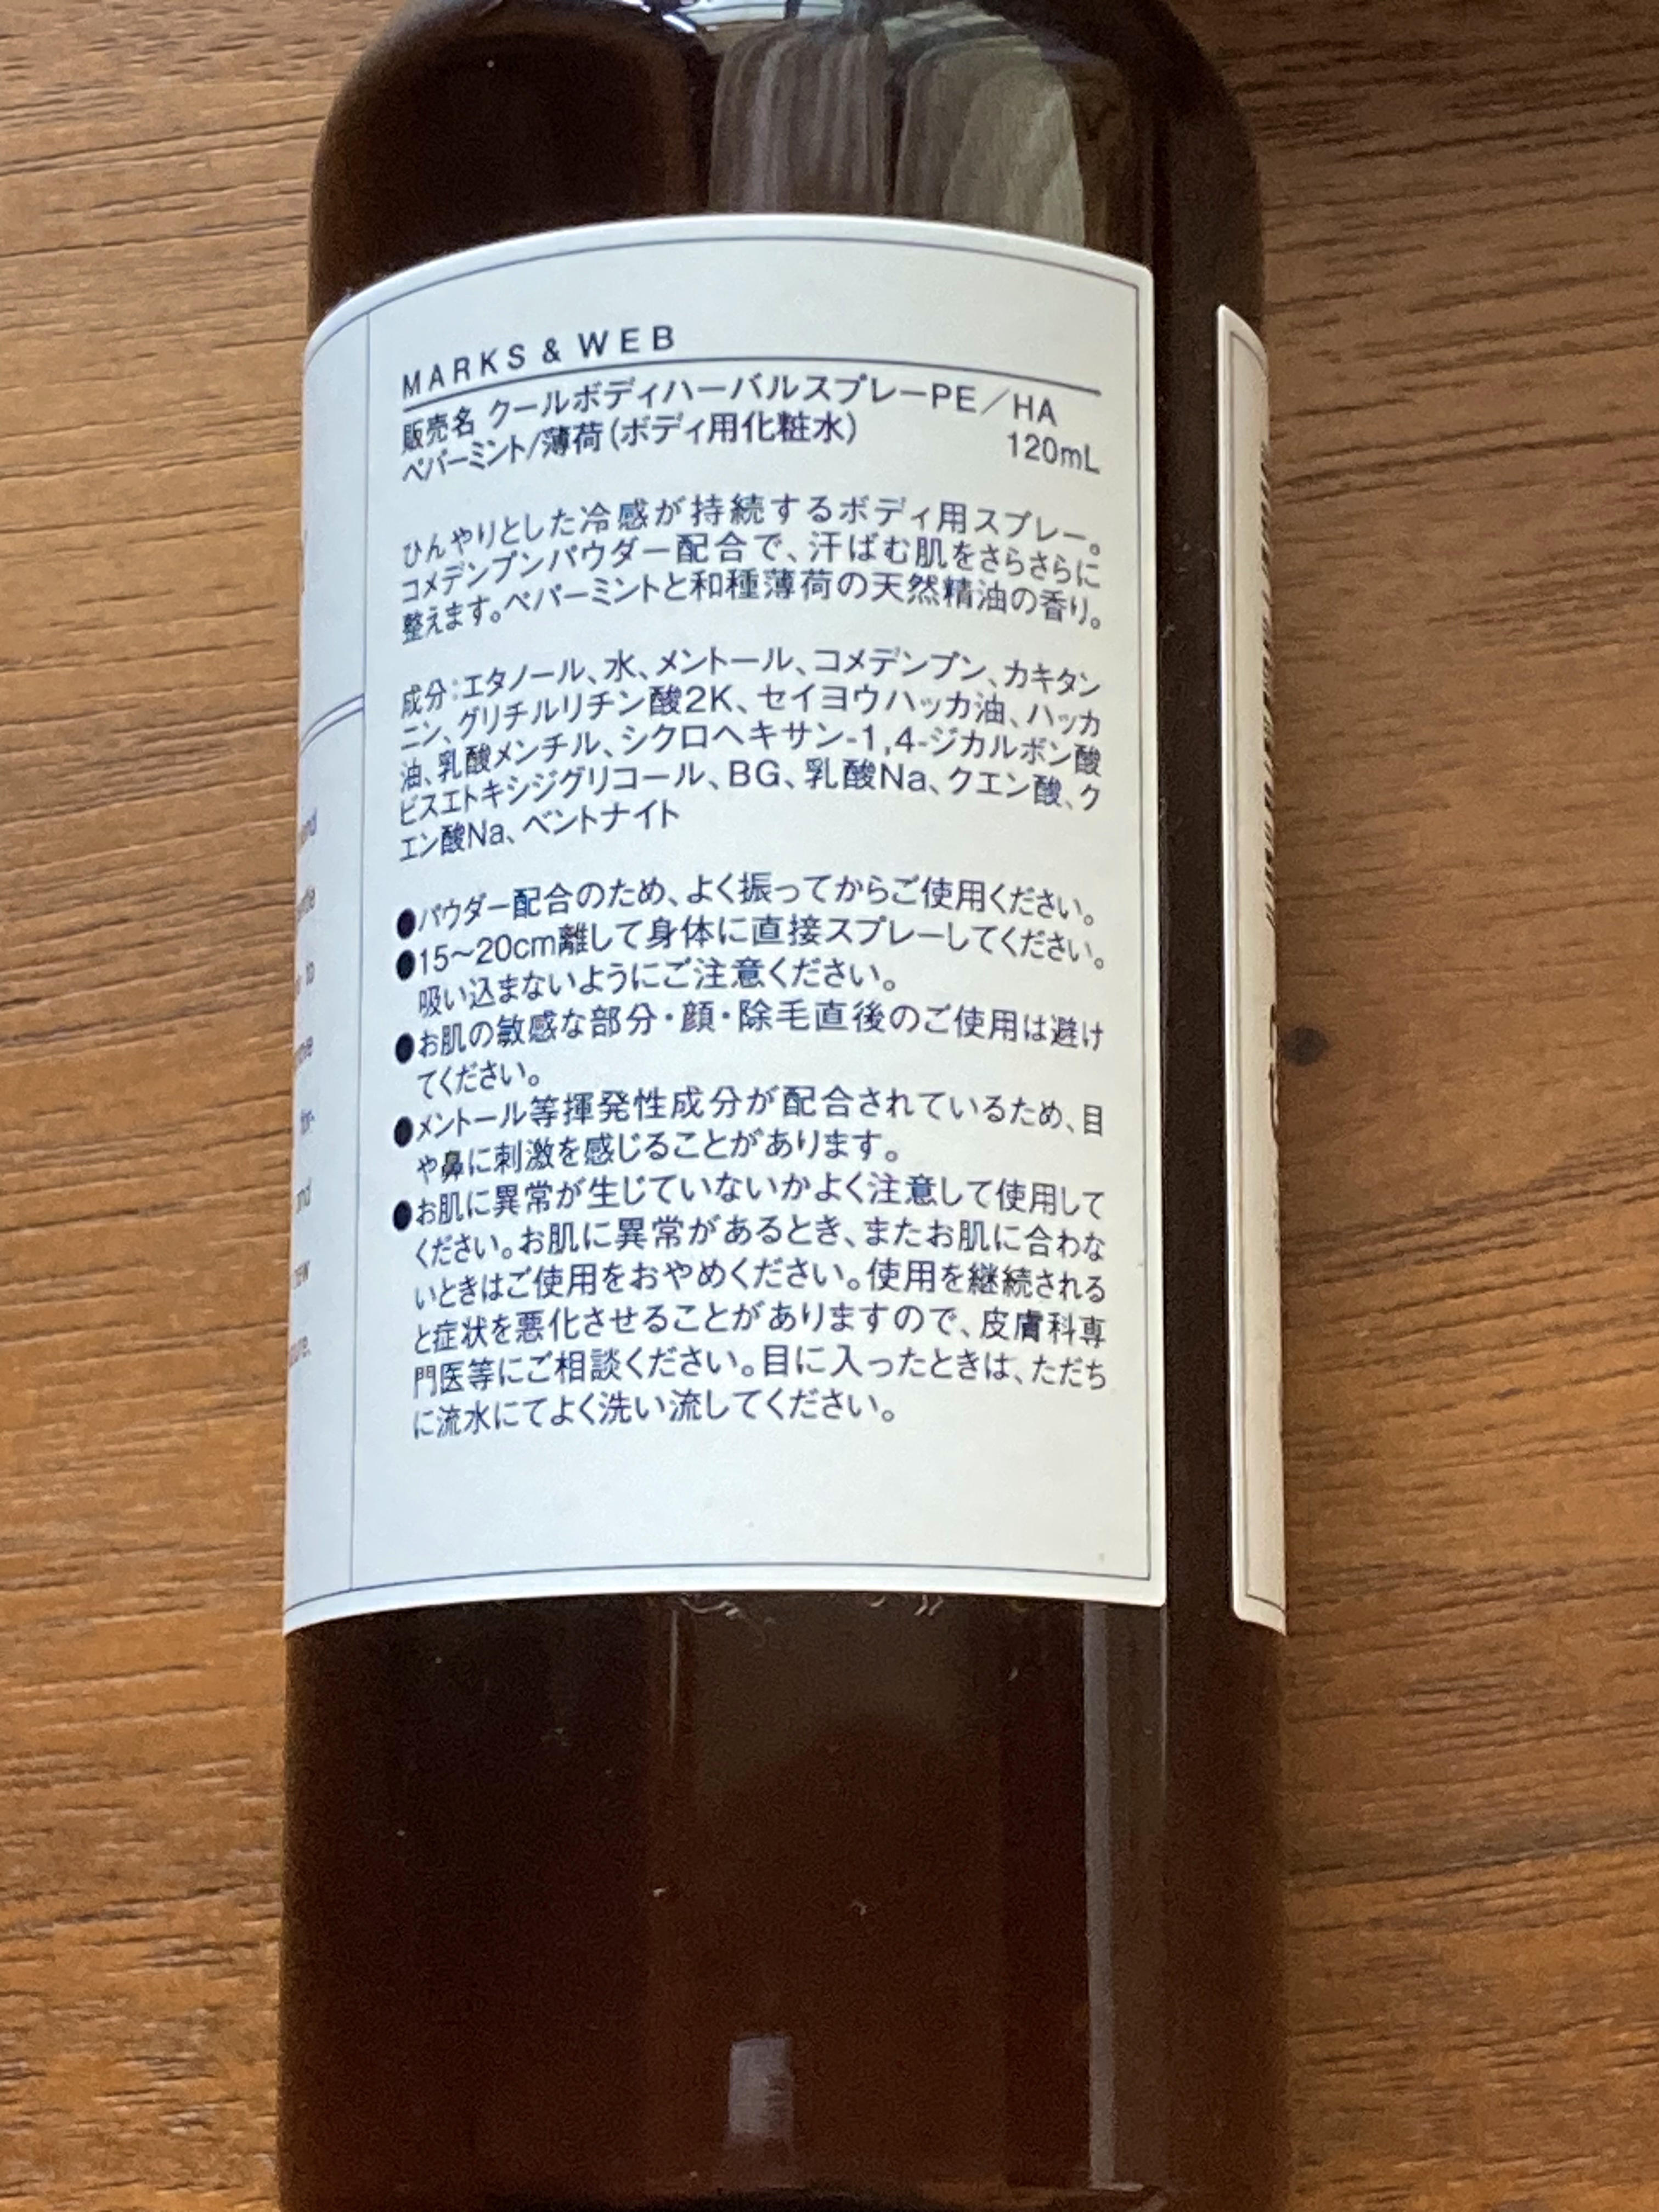 MARKS & WEB
販売名 クールボディハーバルスプレーPE／HA
ペパーミント/薄荷(ボディ用化粧水) 120mL
ひんやりとした冷感が持続するボディ用スプレー。
コメデンプンパウダー配合で、汗ばむ肌をさらさらに
整えます。ペパーミントと和種薄荷の天然精油の香り。
成分：エタノール、水、メントール、コメデンプン、カキタン
ニン、グリチルリチン酸2K、セイヨウハッカ油、ハッカ
油、乳酸メンチル、シクロヘキサン-1,4-ジカルボン酸
ビスエトキシジグリコール、BG、乳酸Na、クエン酸、ク
エン酸Na、ベントナイト
●パウダー配合のため、よく振ってからご使用ください。
●15〜20cm離して身体に直接スプレーしてください。
吸い込まないようにご注意ください。
●お肌の敏感な部分・顔・除毛直後のご使用は避け
てください。
●メントール等揮発性成分が配合されているため、目
や鼻に刺激を感じることがあります。
●お肌に異常が生じていないかよく注意して使用して
ください。お肌に異常があるとき、またお肌に合わな
いときはご使用をおやめください。使用を継続される
と症状を悪化させることがありますので、皮膚科専
門医等にご相談ください。目に入ったときは、ただち
に流水にてよく洗い流してください。